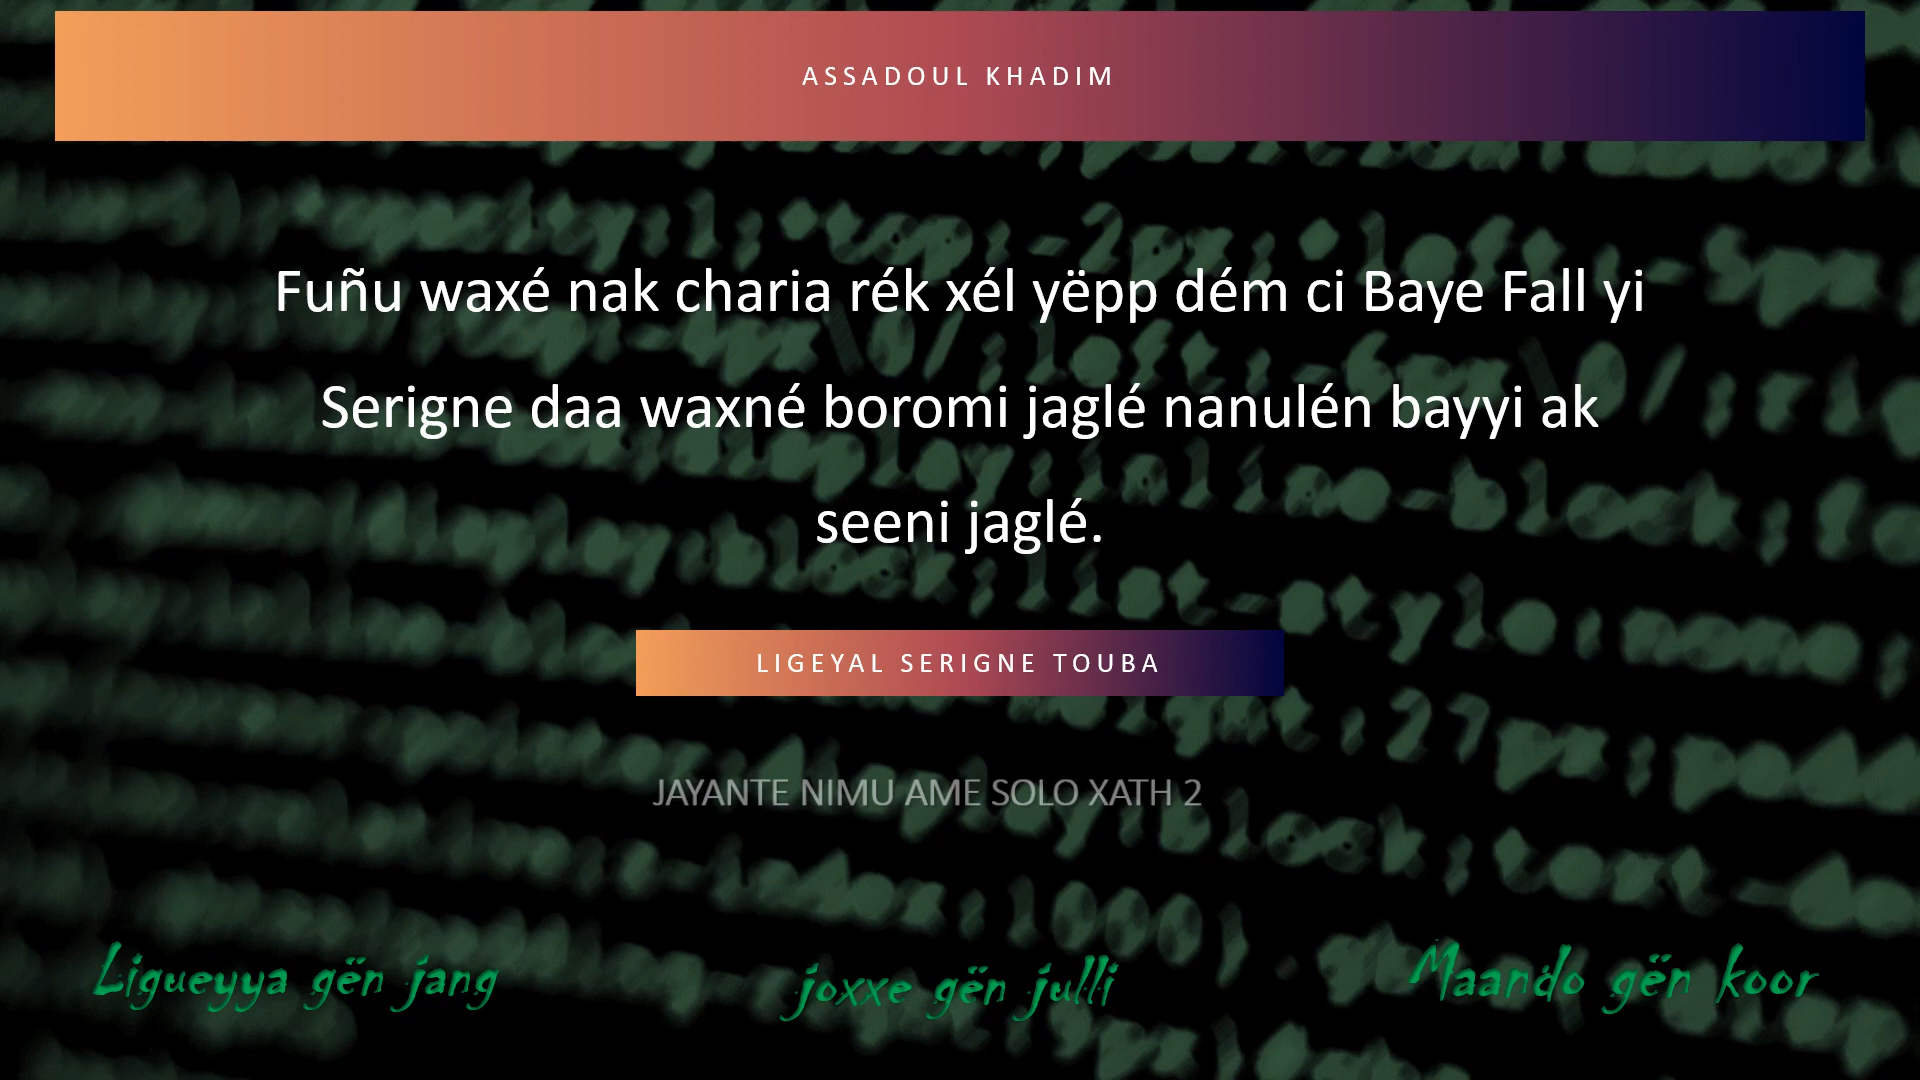 ASSADOUL KHADIM
Fuñu waxé nak charia rék xél yëpp dém ci Baye Fall yi
Serigne daa waxné boromi jaglé nanulén bayyi ak
seeni jaglé.
LIGEYAL SERIGNE TOUBA
JAYANTE NIMU AME SOLO XATH 2
Ligueyya gën jang
joxxe gën julli
Maando gën koor